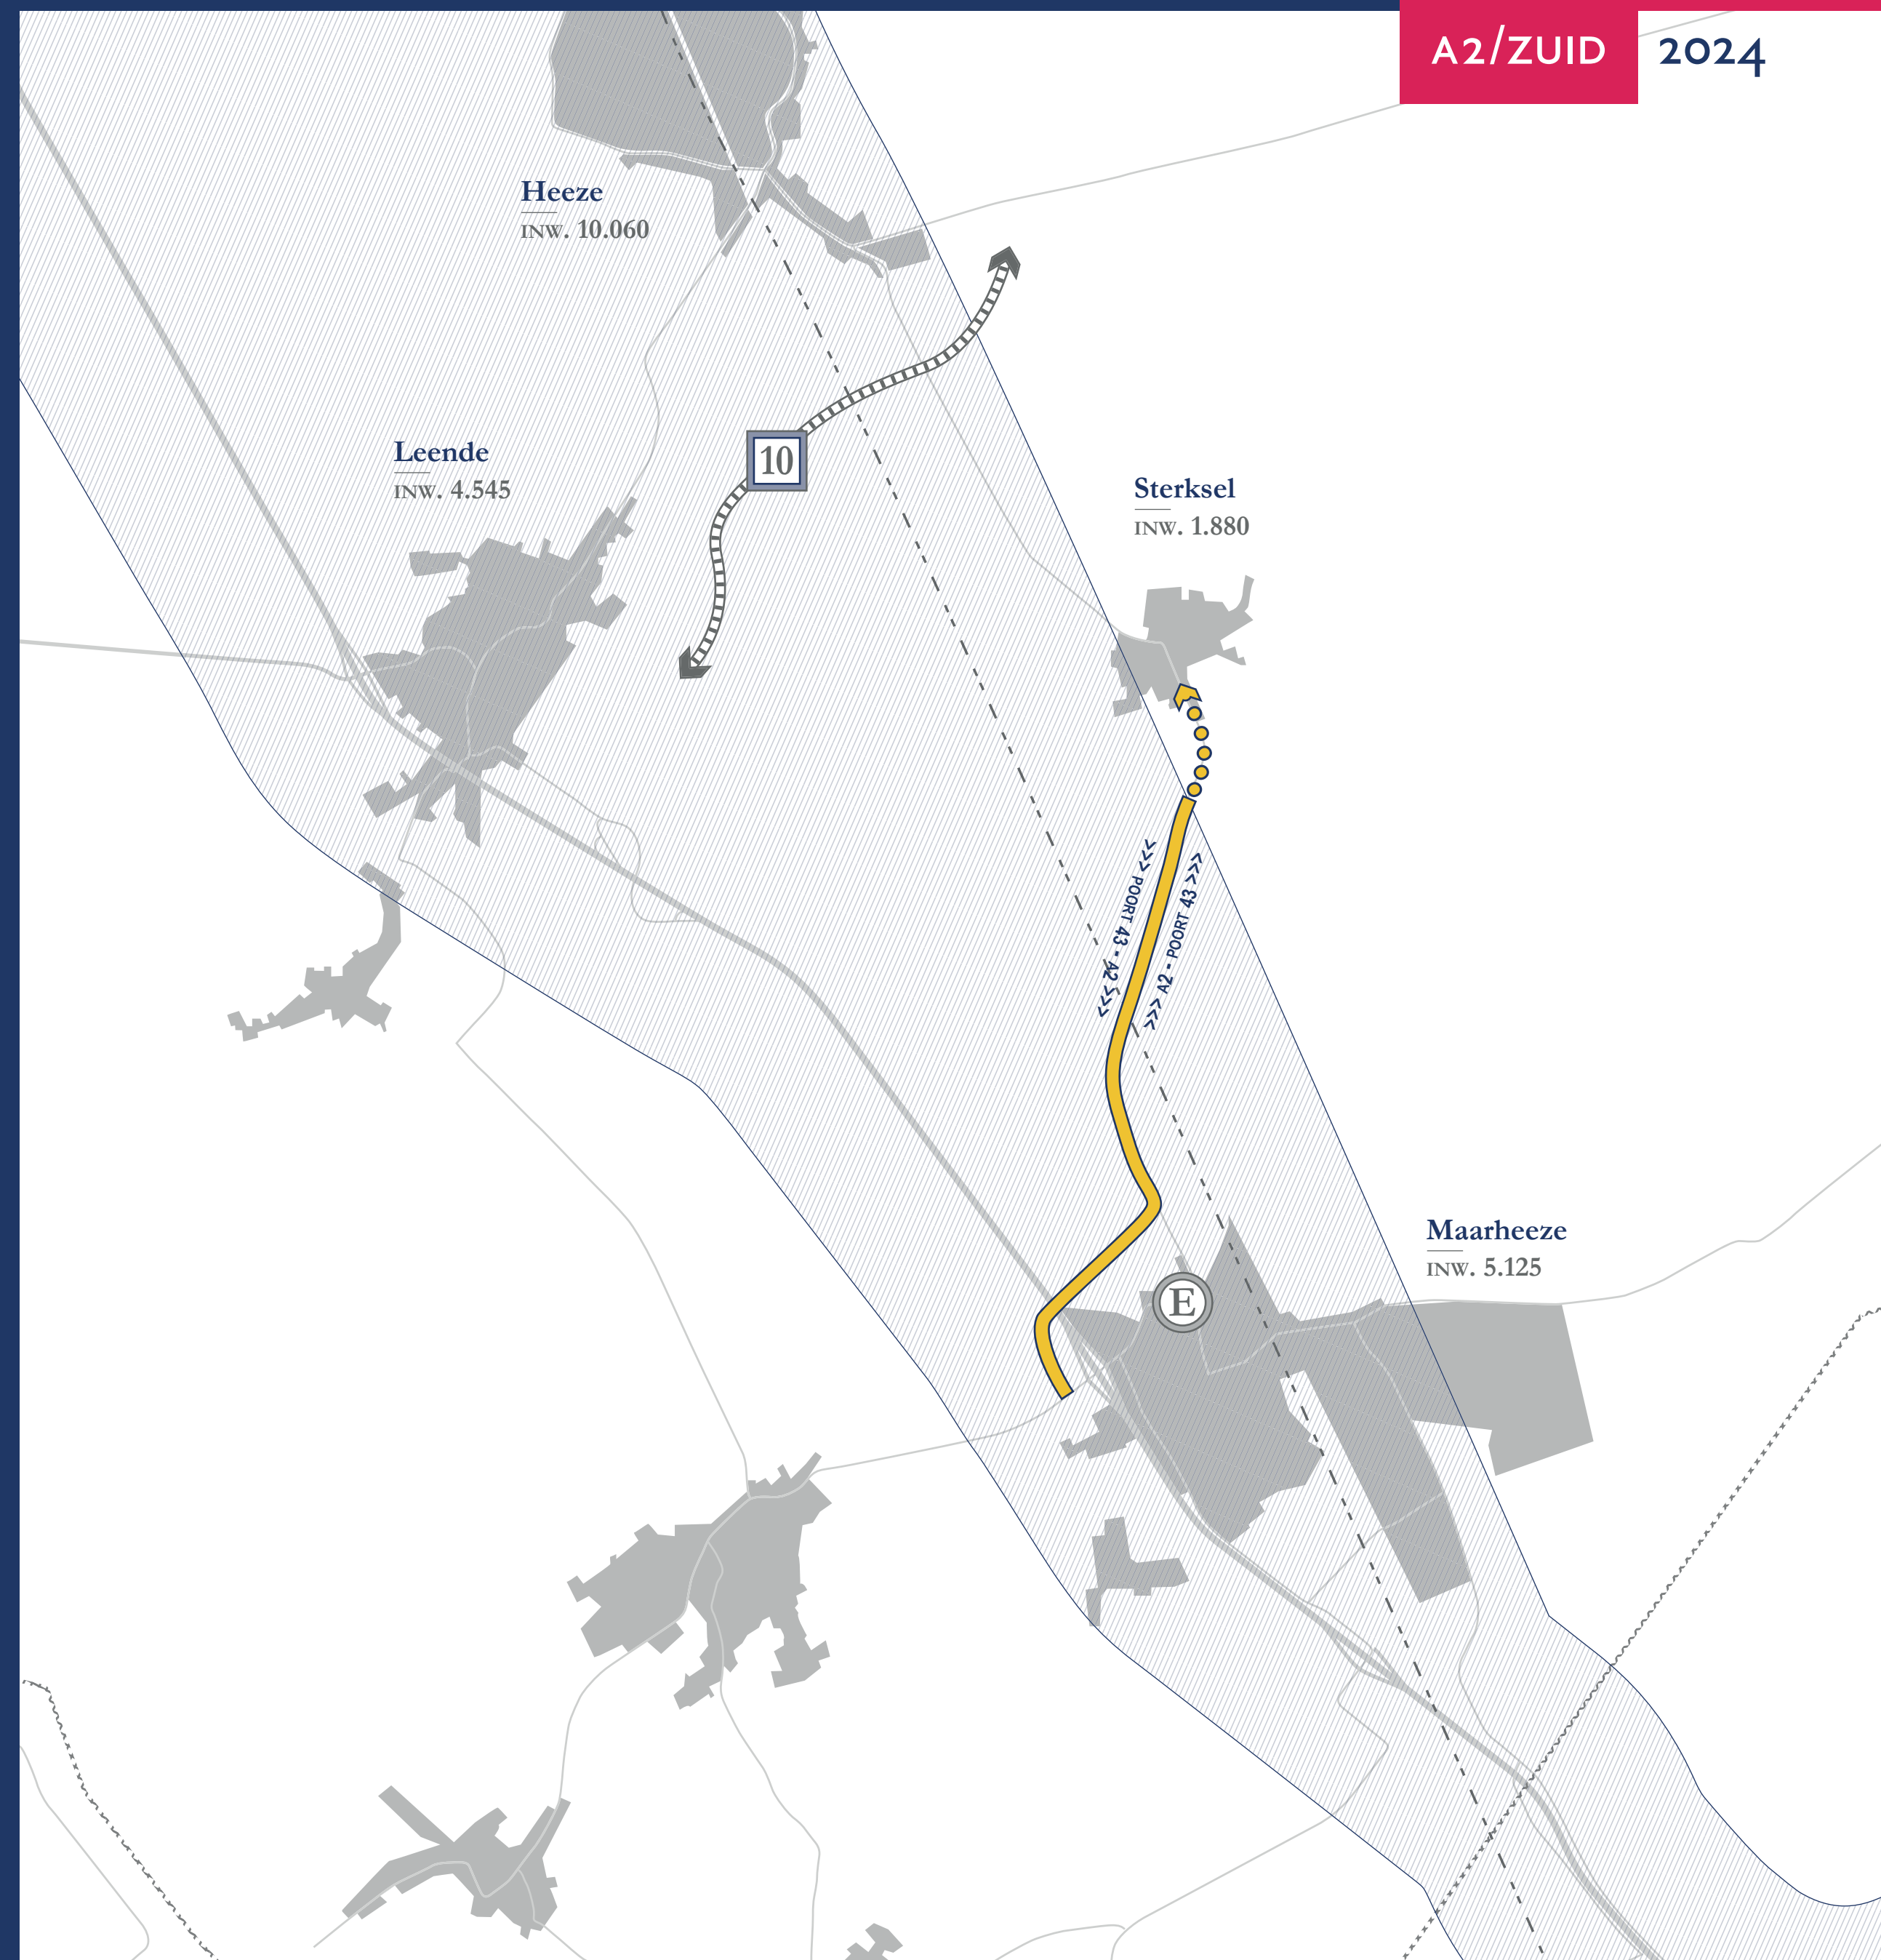 A2/ZUID 2024
Heeze
INW. 10.060
Leende
INW. 4.545
10
Sterksel
INW. 1.880
>>> POORT 43 - A2 >>>
>>> A2 - POORT 43 >>>
Maarheeze
INW. 5.125
E